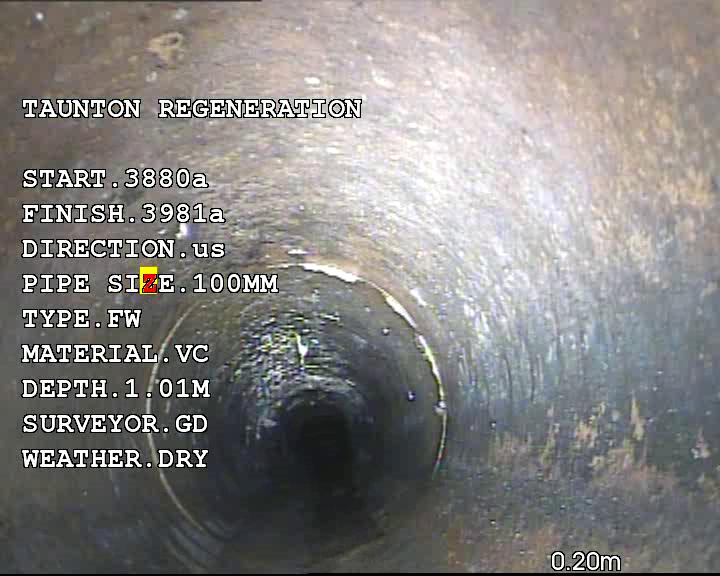 TAUNTON REGENERATION
START.3880a
FINISH.3981a
DIRECTION.us
PIPE SIZE.100MM
TYPE.FW
MATERIAL.VC
DEPTH.1.01M
SURVEYOR.GD
WEATHER.DRY
0.20m